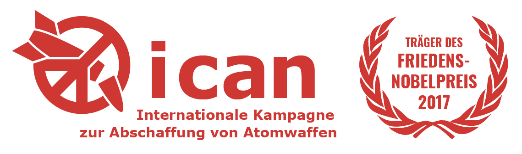 ican
Internationale Kampagne
zur Abschaffung von Atomwaffen
TRÄGER DES
FRIEDENS-
NOBELPREIS
2017